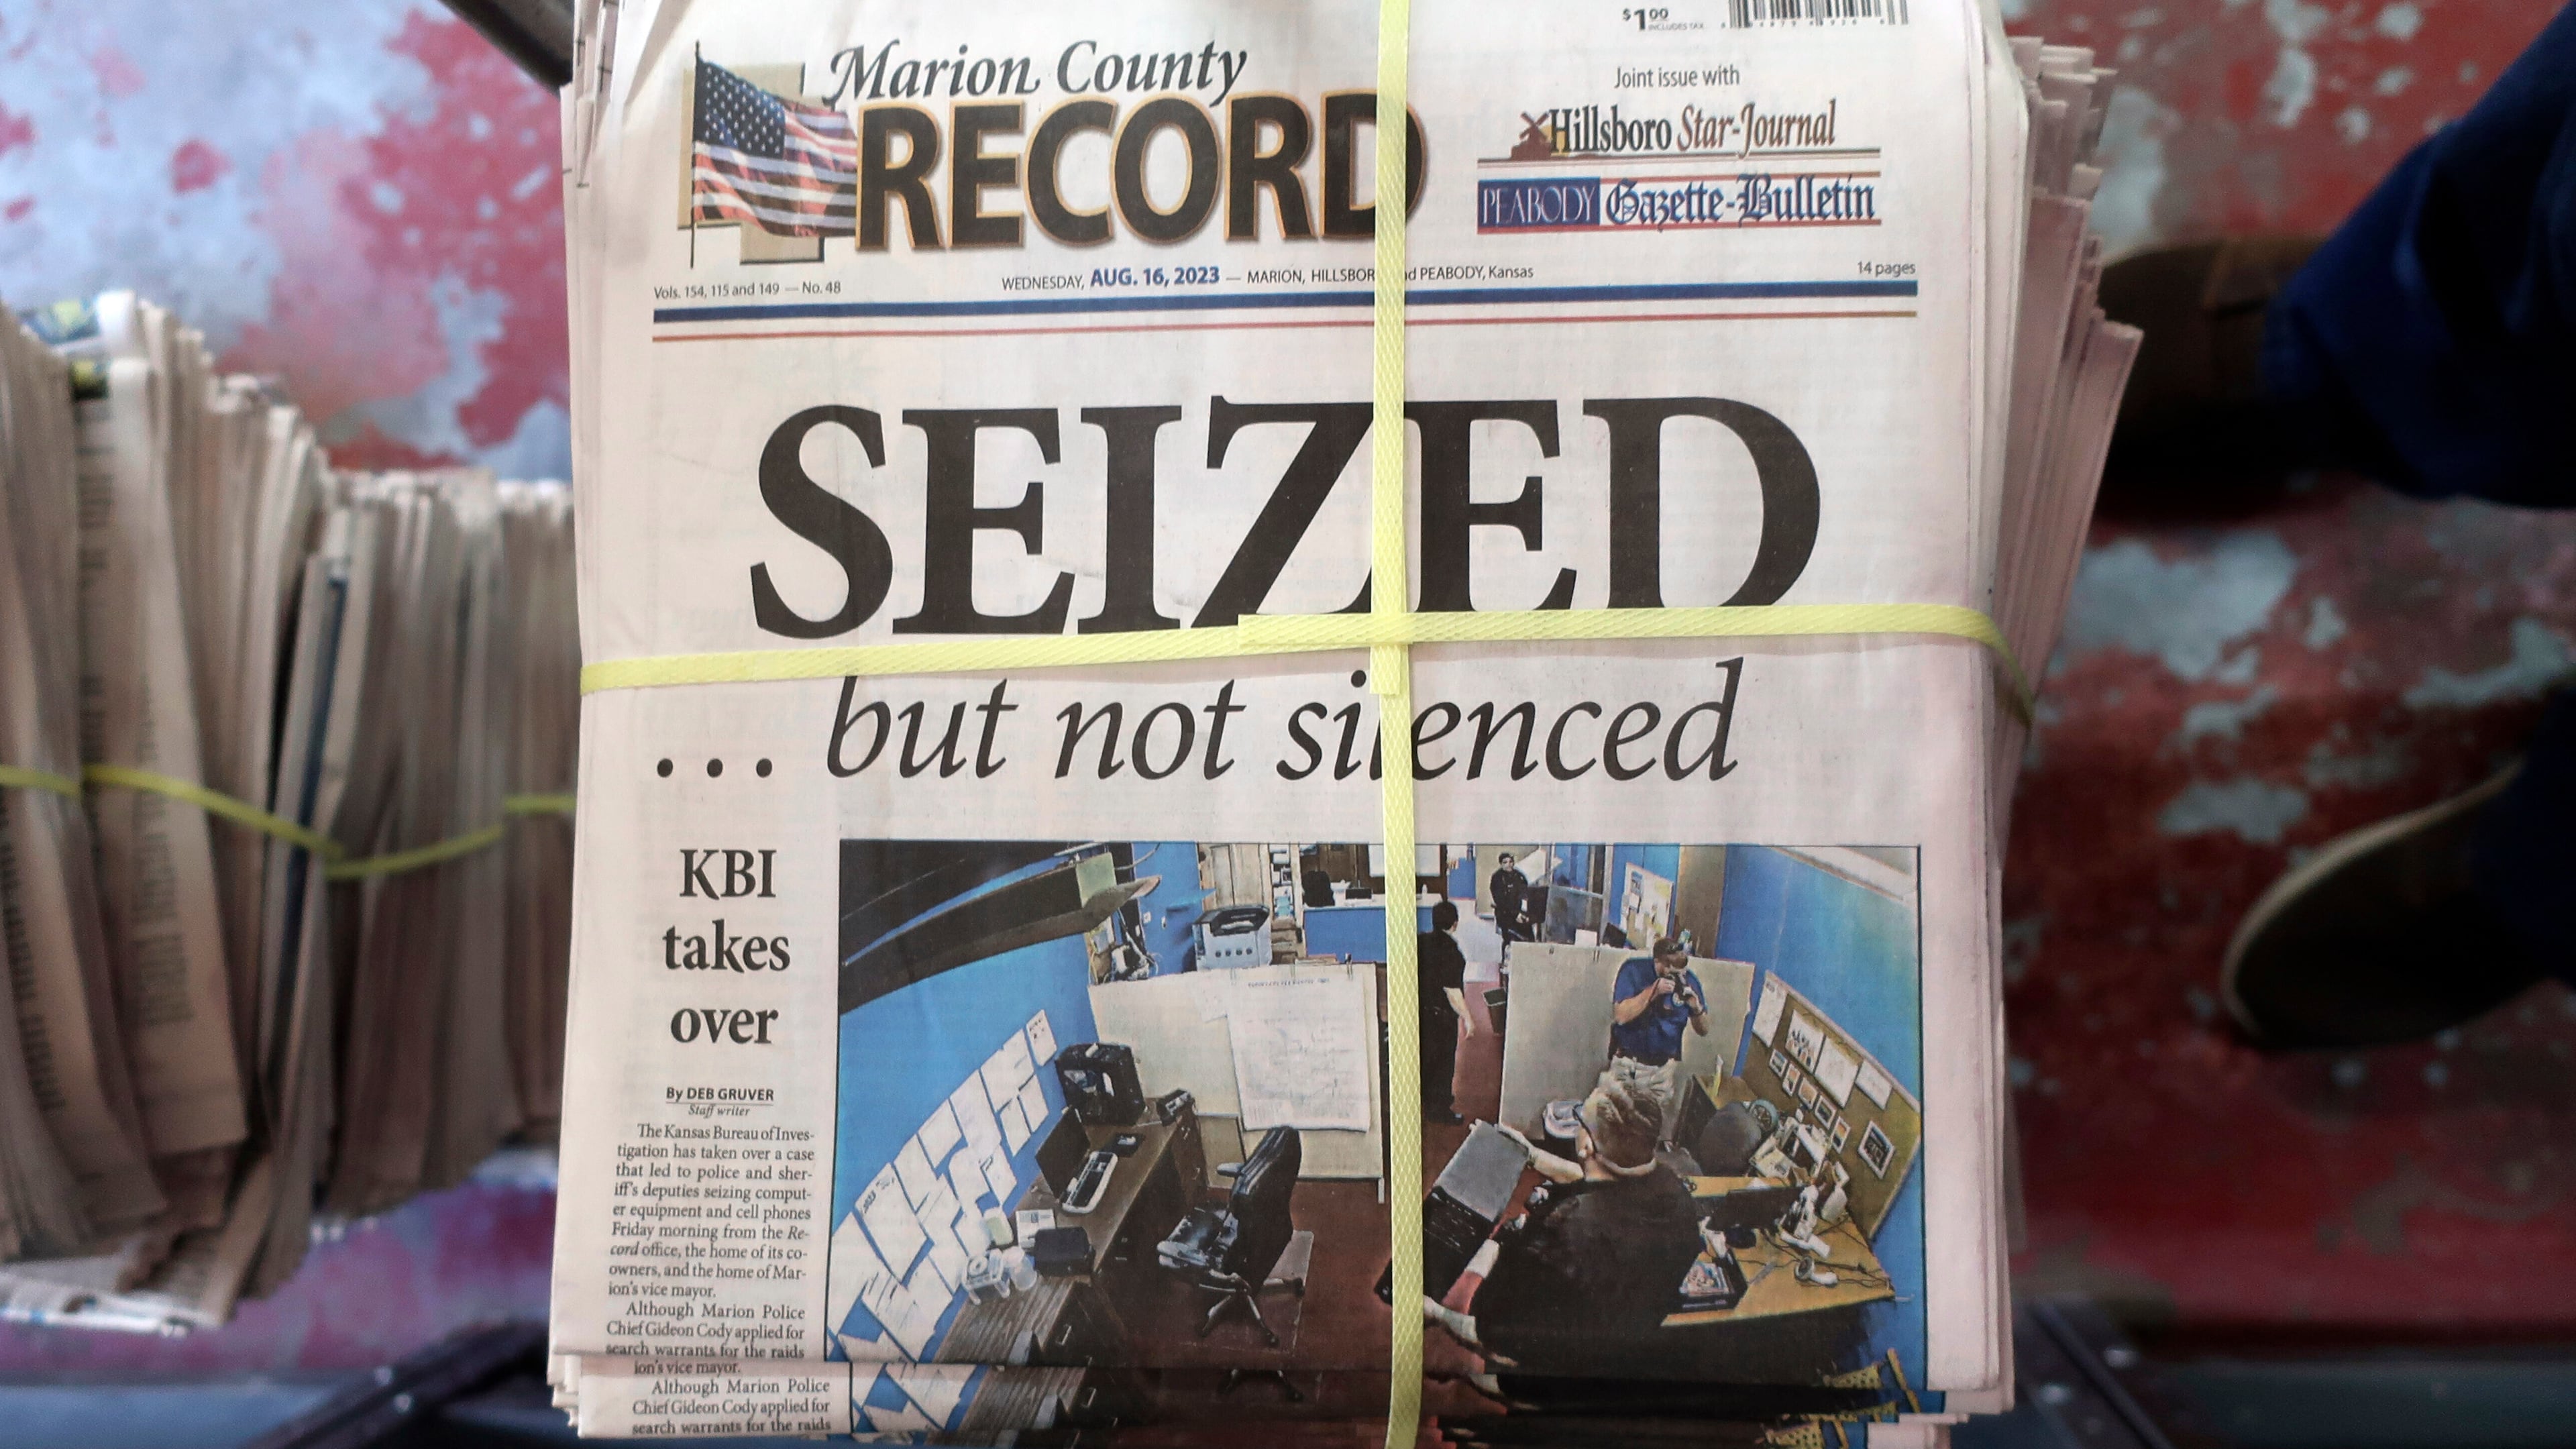 $1.00
INCLUDES TAX
Marion County
RECORD
Joint issue with
Hillsboro Star-Journal
PEABODY Gazette-Bulletin
Vols. 154, 115 and 149 — No. 48
WEDNESDAY, AUG. 16, 2023 — MARION, HILLSBOR d PEABODY, Kansas
14 pages
SEIZED
... but not silenced
KBI
takes
over
By DEB GRUVER
Staff writer
The Kansas Bureau of Inves-
tigation has taken over a case
that led to police and sher-
iff's deputies seizing comput-
er equipment and cell phones
Friday morning from the Re-
cord office, the home of its co-
owners, and the home of Mar-
ion's vice mayor.
Although Marion Police
Chief Gideon Cody applied for
search warrants for the raids
ion's vice mayor.
Although Marion Police
Chief Gideon Cody applied for
search warrants for the raids